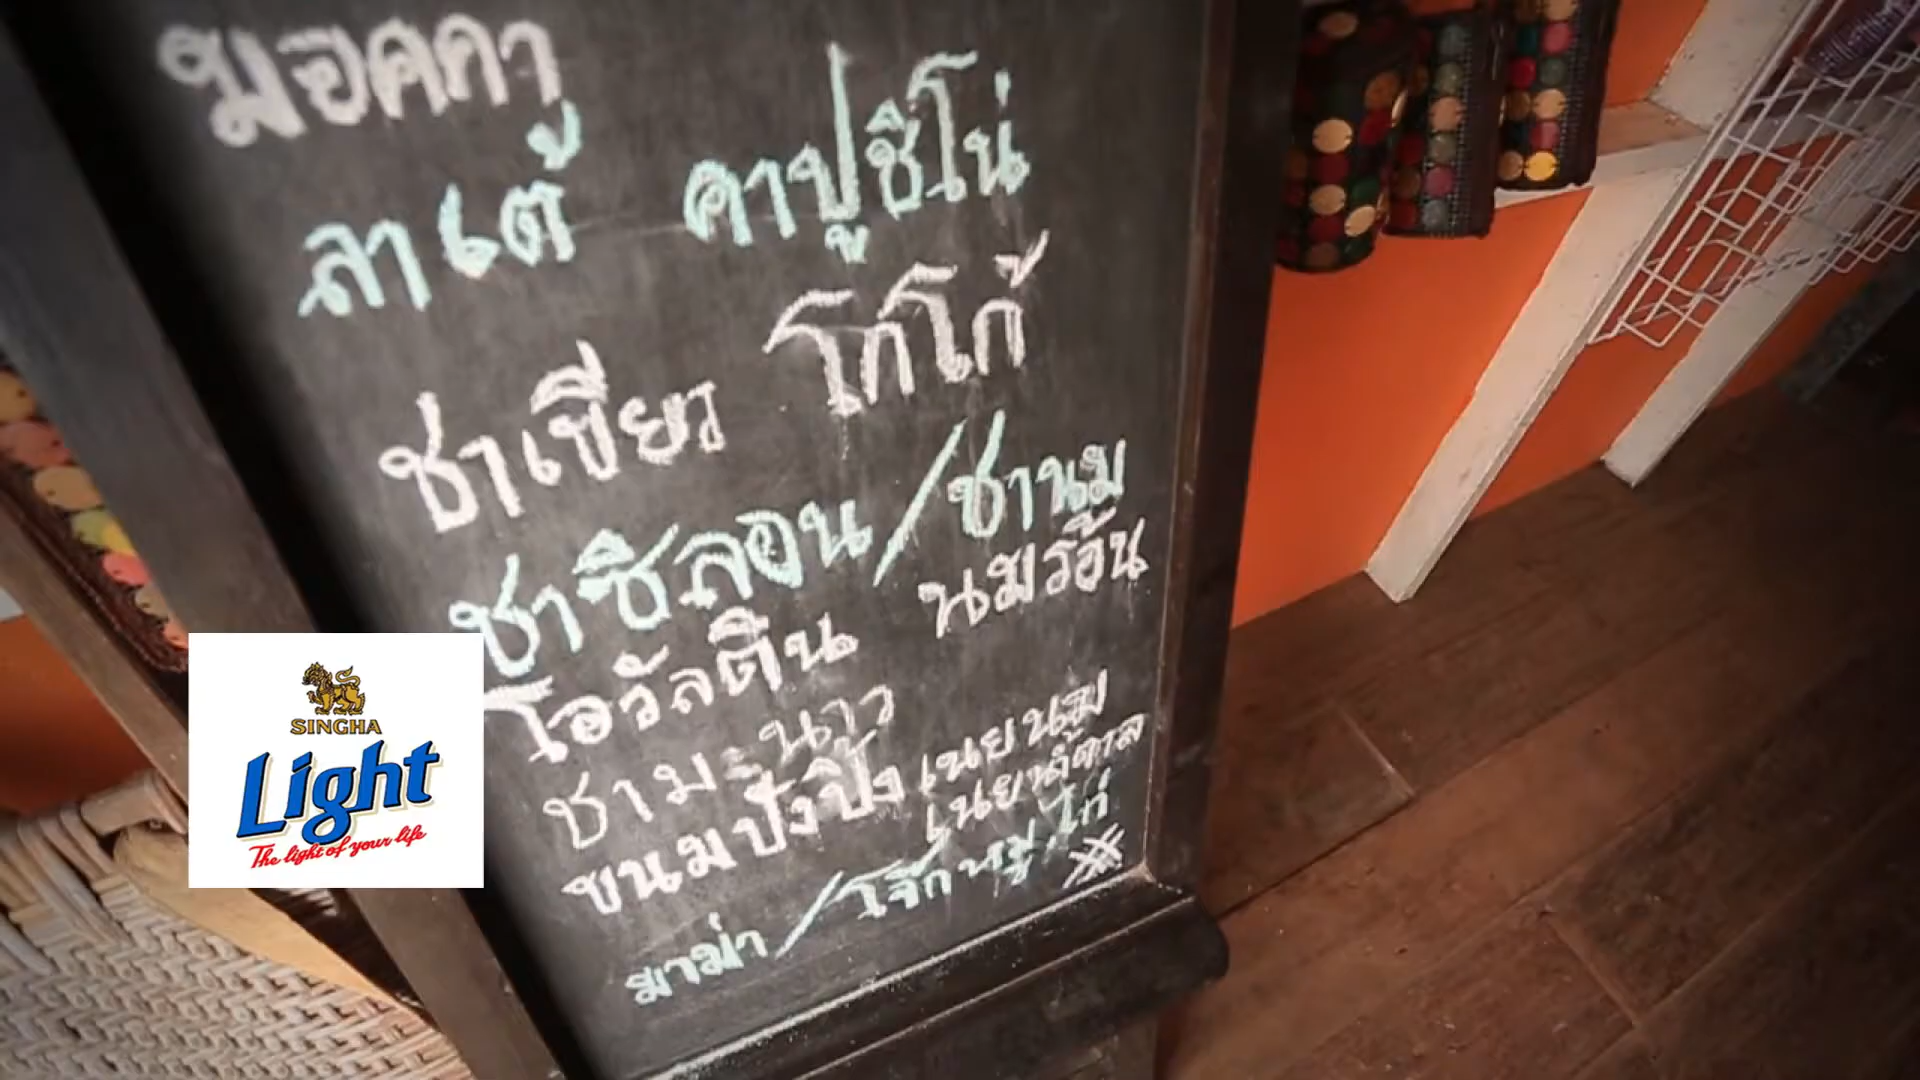 มอคกา
ลาเต้ คาปูชิโน่
ชาเขียว โกโก้
ชาซิลอน / ชานม
โอวัลติน นมร้อน
ชามะนาว
ขนมปังปิ้ง เนยนม
เนยน้ำตาล
มาม่า / โจ๊ก หมู ไก่
SINGHA
Light
The light of your life